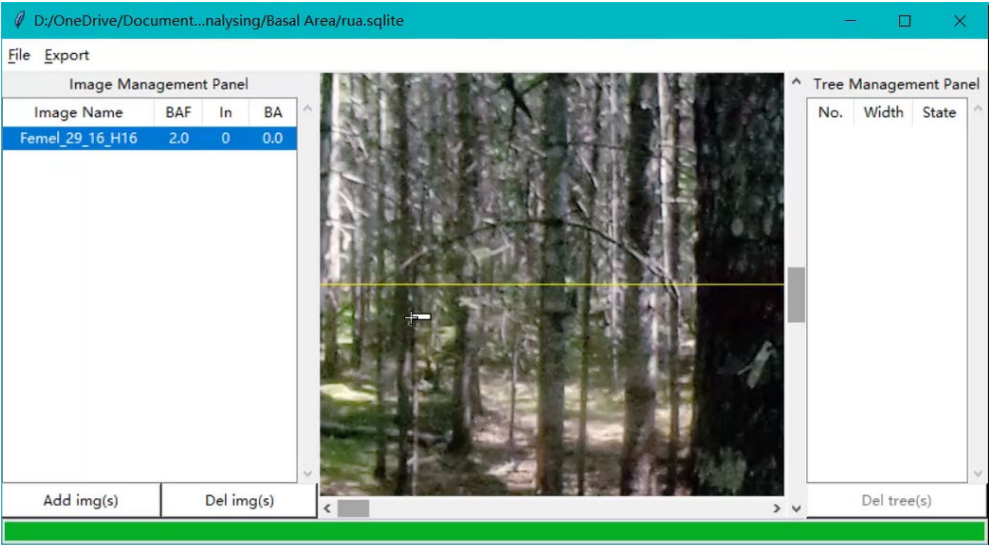 D:/OneDrive/Document...nalysing/Basal Area/rua.sqlite
File Export
Image Management Panel
Tree Management Panel
Image Name BAF In BA
No. Width State
Femel_29_16_H16 2.0 0 0.0
Add img(s) Del img(s)
Del tree(s)